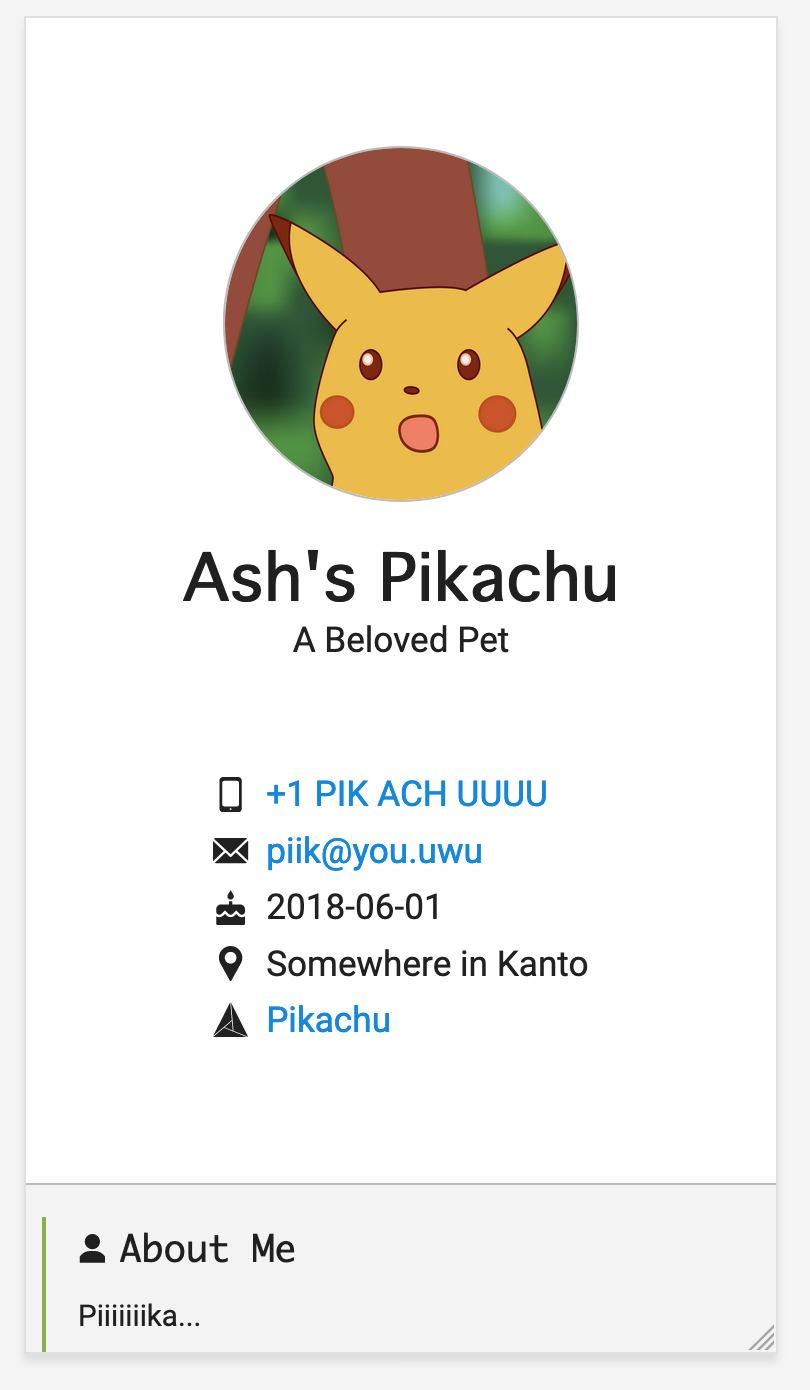 Ash's Pikachu
A Beloved Pet
+1 PIK ACH UUUU
piik@you.uwu
2018-06-01
Somewhere in Kanto
Pikachu
About Me
Piiiiiiika...